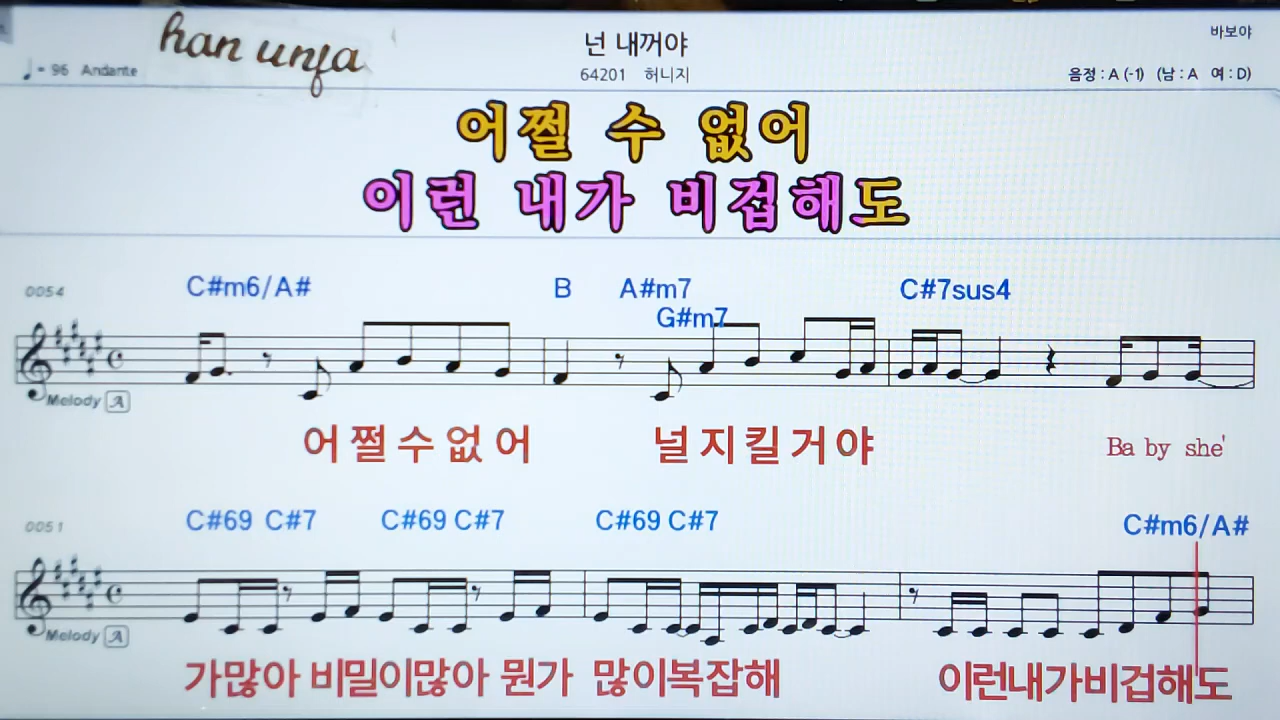 han unja
넌 내꺼야
바보야
♩= 96 Andante
64201 허니지
음정 : A (-1) (남 : A 여 : D)
어쩔 수 없어
이런 내가 비겁해도
0054
C#m6/A# B A#m7 C#7sus4
G#m7
Melody A
어쩔수없어 널지킬거야 Ba by she'
0051
C#69 C#7 C#69 C#7 C#69 C#7 C#m6/A#
Melody A
가많아 비밀이많아 뭔가 많이복잡해 이런내가비겁해도